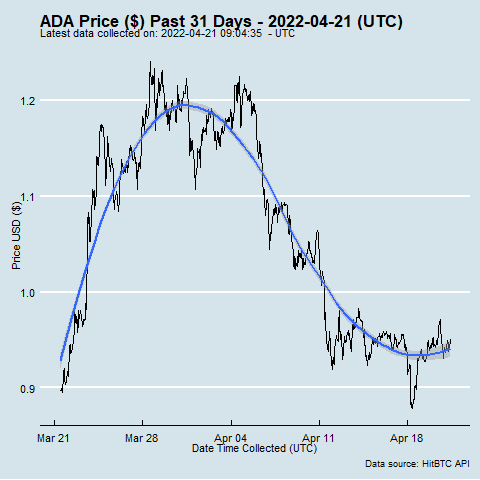 ADA Price ($) Past 31 Days - 2022-04-21 (UTC)
Latest data collected on: 2022-04-21 09:04:35  - UTC
Price USD ($)
1.2
1.1
1.0
0.9
Mar 21
Mar 28
Apr 04
Apr 11
Apr 18
Date Time Collected (UTC)
Data source: HitBTC API